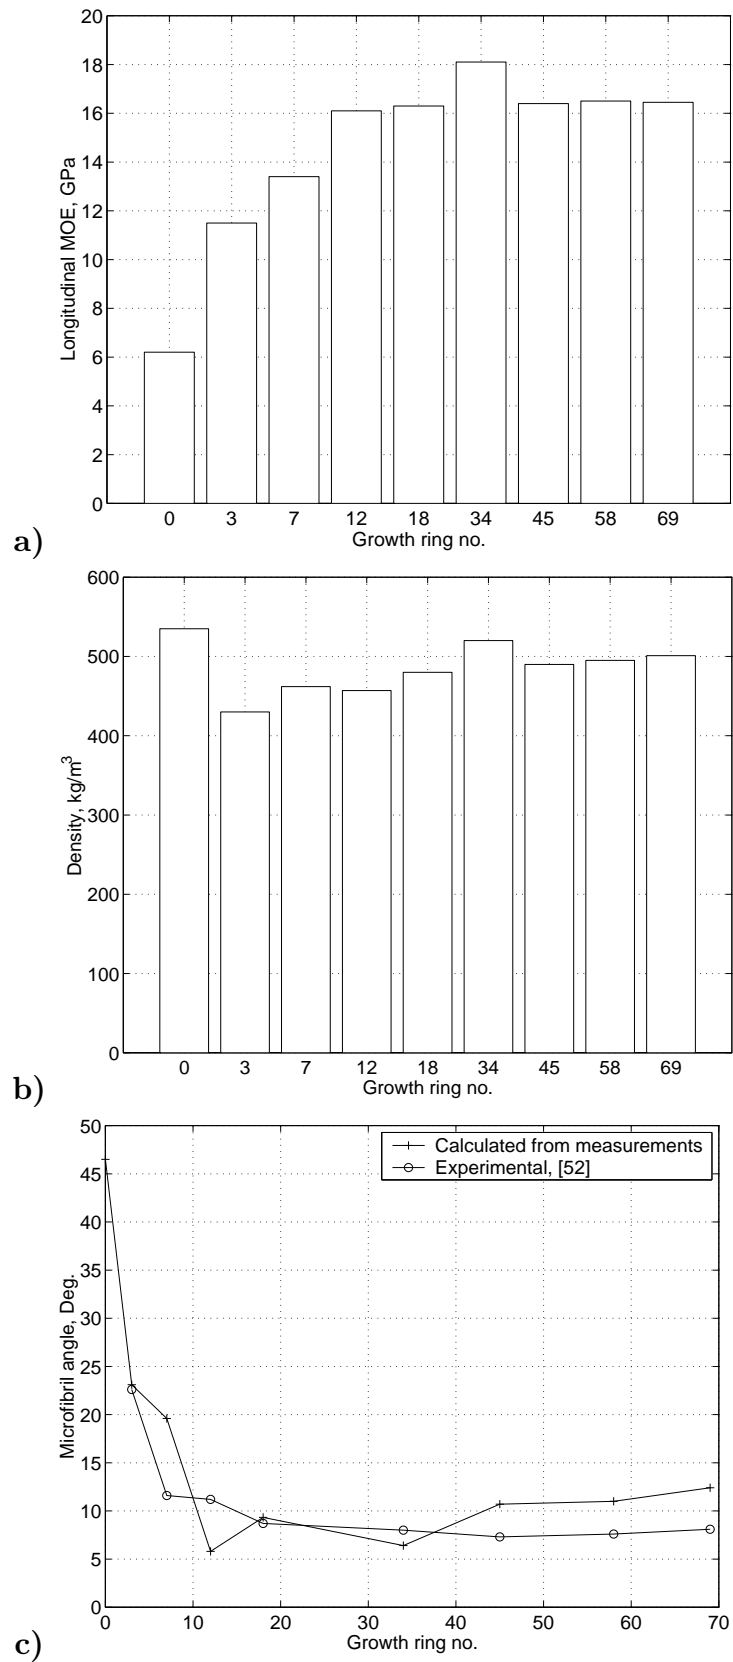 20
18
16
14
12
10
8
6
4
2
0
Longitudinal MOE, GPa
0 3 7 12 18 34 45 58 69
Growth ring no.
a)
600
500
400
300
200
100
0
Density, kg/m³
0 3 7 12 18 34 45 58 69
Growth ring no.
b)
50
45
40
35
30
25
20
15
10
5
0
Microfibril angle, Deg.
Calculated from measurements
Experimental, [52]
0 10 20 30 40 50 60 70
Growth ring no.
c)